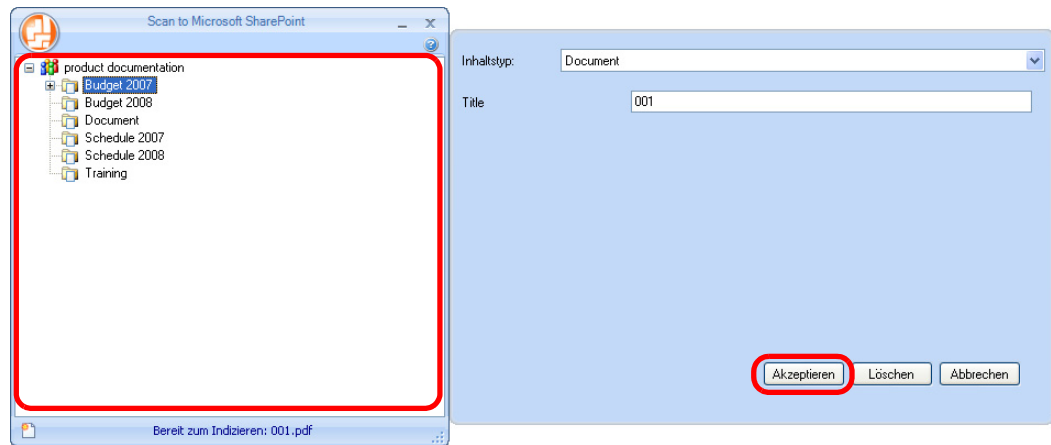 Scan to Microsoft SharePoint
product documentation
Budget 2007
Budget 2008
Document
Schedule 2007
Schedule 2008
Training
Bereit zum Indizieren: 001.pdf
Inhaltstyp: Document
Title 001
Akzeptieren Löschen Abbrechen